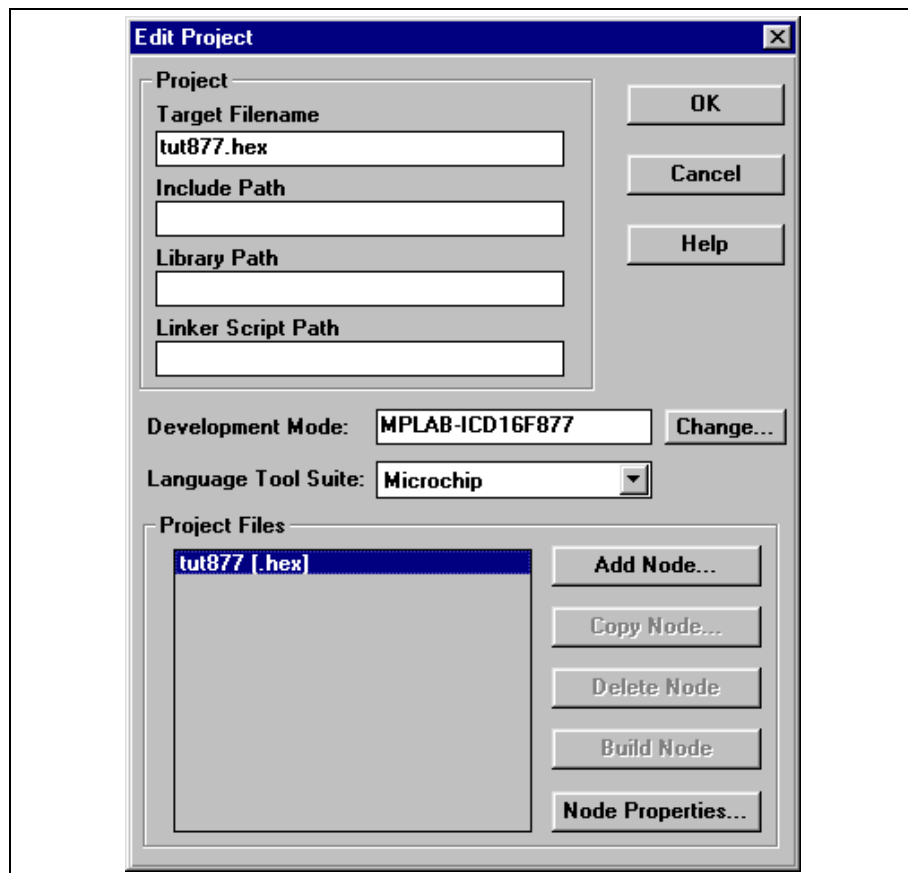 Edit Project
Project
Target Filename
tut877.hex
Include Path
Library Path
Linker Script Path
OK
Cancel
Help
Development Mode: MPLAB-ICD16F877 Change...
Language Tool Suite: Microchip
Project Files
tut877 [.hex]
Add Node...
Copy Node...
Delete Node
Build Node
Node Properties...